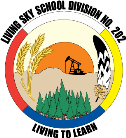 LIVING SKY SCHOOL DIVISION NO. 202
LIVING TO LEARN